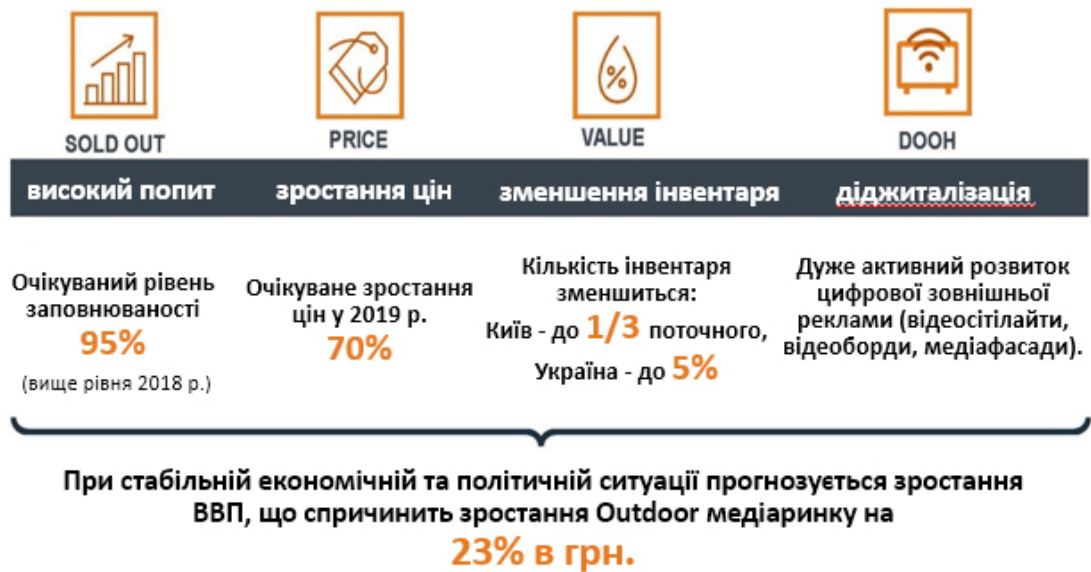 SOLD OUT
високий попит
Очікуваний рівень
заповнюваності
95%
(вище рівня 2018 р.)
PRICE
зростання цін
Очікуване зростання
цін у 2019 р.
70%
%
VALUE
зменшення інвентаря
Кількість інвентаря
зменшиться:
Київ - до 1/3 поточного,
Україна - до 5%
DOOH
діджиталізація
Дуже активний розвиток
цифрової зовнішньої
реклами (відеосітілайти,
відеоборди, медіафасади).
При стабільній економічній та політичній ситуації прогнозується зростання
ВВП, що спричинить зростання Outdoor медіаринку на
23% в грн.